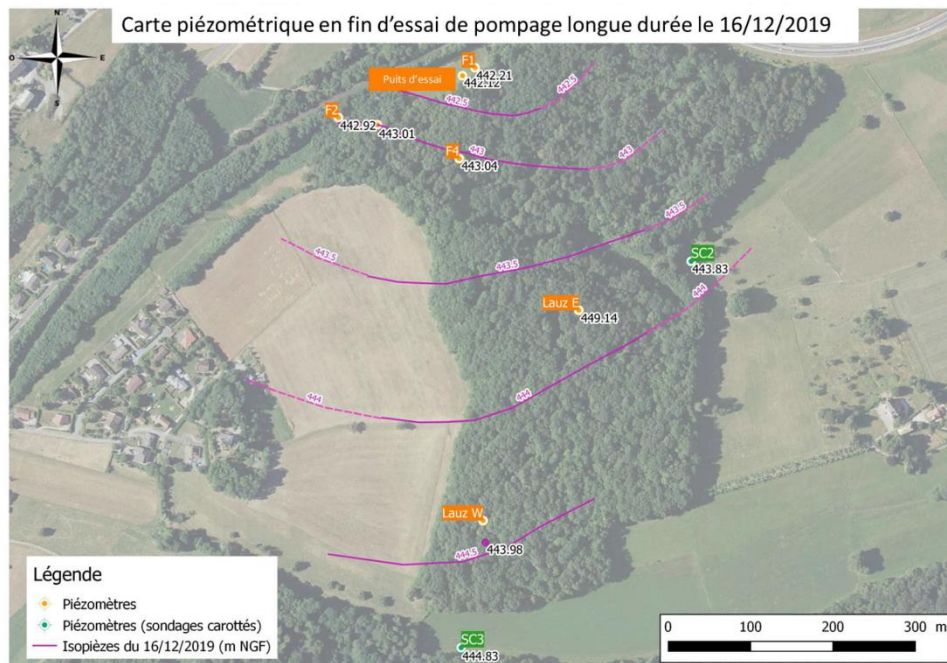 Carte piézométrique en fin d’essai de pompage longue durée le 16/12/2019
N
O
E
S
F1
442.21
Puits d'essai
442.12
442.5
442.5
F2
442.92
443.01
443
443
F4
443.04
443.5
443.5
443.5
SC2
443.83
444
Lauz E
449.14
444
444
Lauz W
443.98
444.5
SC3
444.83
Légende
Piézomètres
Piézomètres (sondages carottés)
Isopièzes du 16/12/2019 (m NGF)
0 100 200 300 m